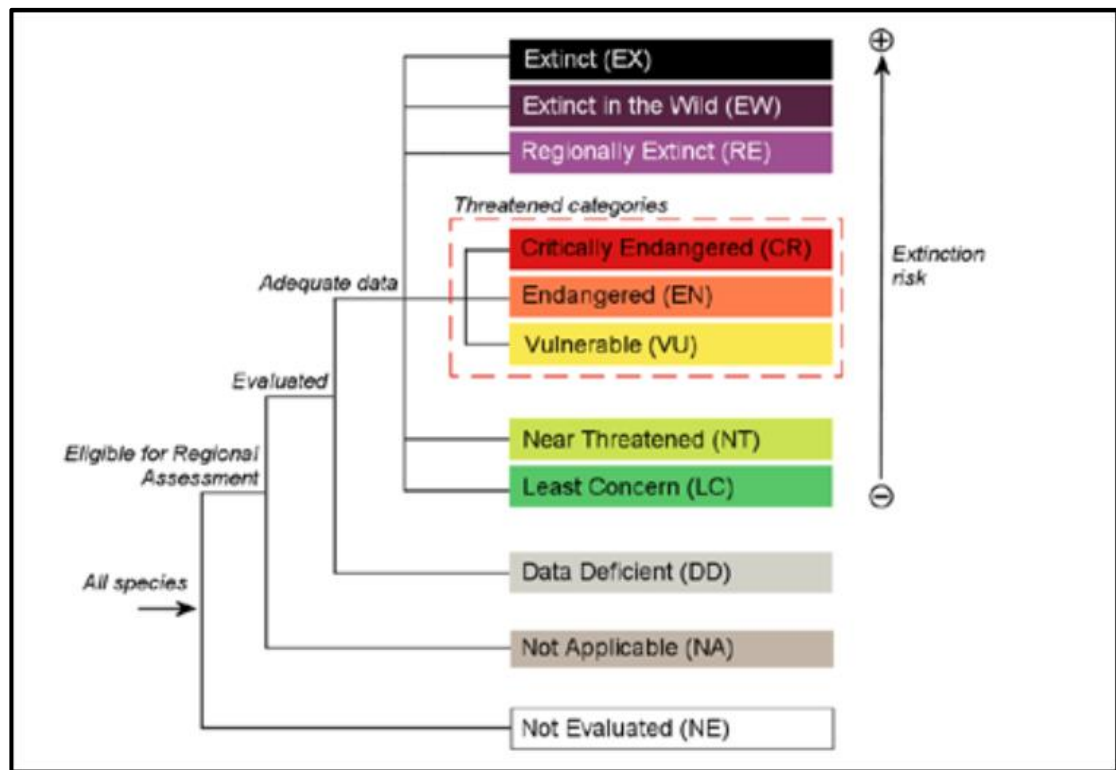 Extinct (EX)
Extinct in the Wild (EW)
Regionally Extinct (RE)
Threatened categories
Critically Endangered (CR)
Extinction
risk
Adequate data
Endangered (EN)
Vulnerable (VU)
Evaluated
Near Threatened (NT)
Eligible for Regional
Assessment
Least Concern (LC)
All species
Data Deficient (DD)
Not Applicable (NA)
Not Evaluated (NE)